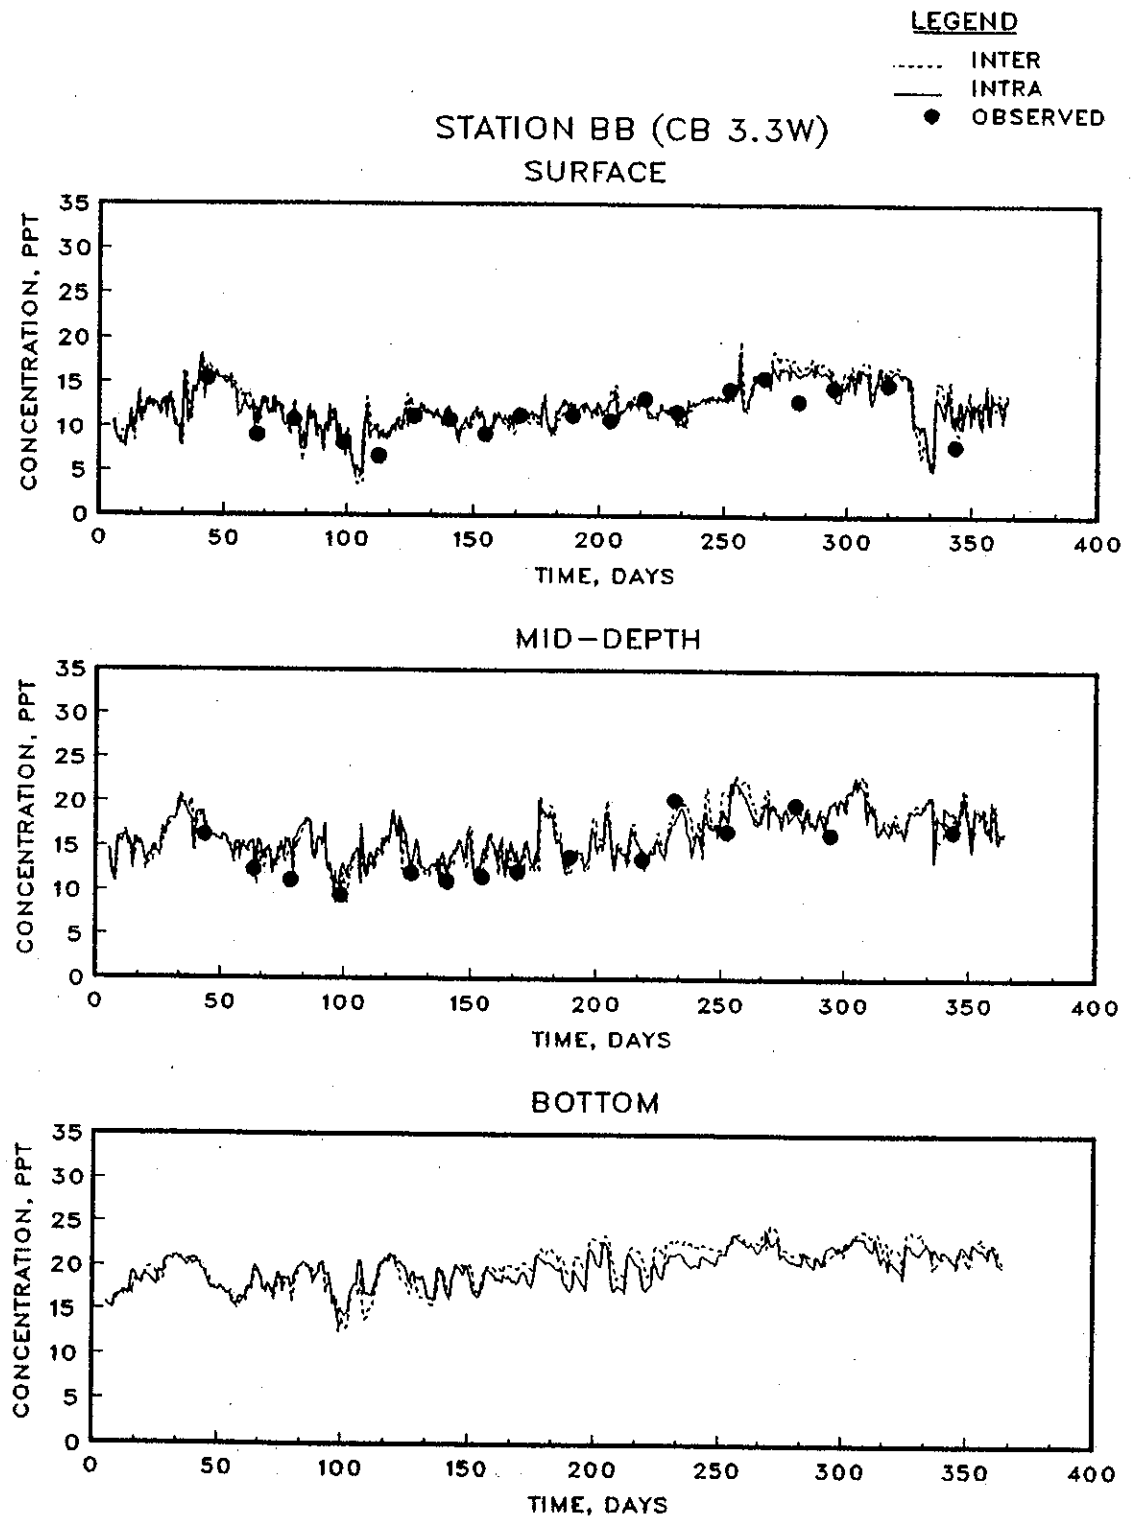 LEGEND
INTER
INTRA
OBSERVED
STATION BB (CB 3.3W)
SURFACE
CONCENTRATION, PPT
35
30
25
20
15
10
5
0
0 50 100 150 200 250 300 350 400
TIME, DAYS
MID-DEPTH
CONCENTRATION, PPT
35
30
25
20
15
10
5
0
0 50 100 150 200 250 300 350 400
TIME, DAYS
BOTTOM
CONCENTRATION, PPT
35
30
25
20
15
10
5
0
0 50 100 150 200 250 300 350 400
TIME, DAYS